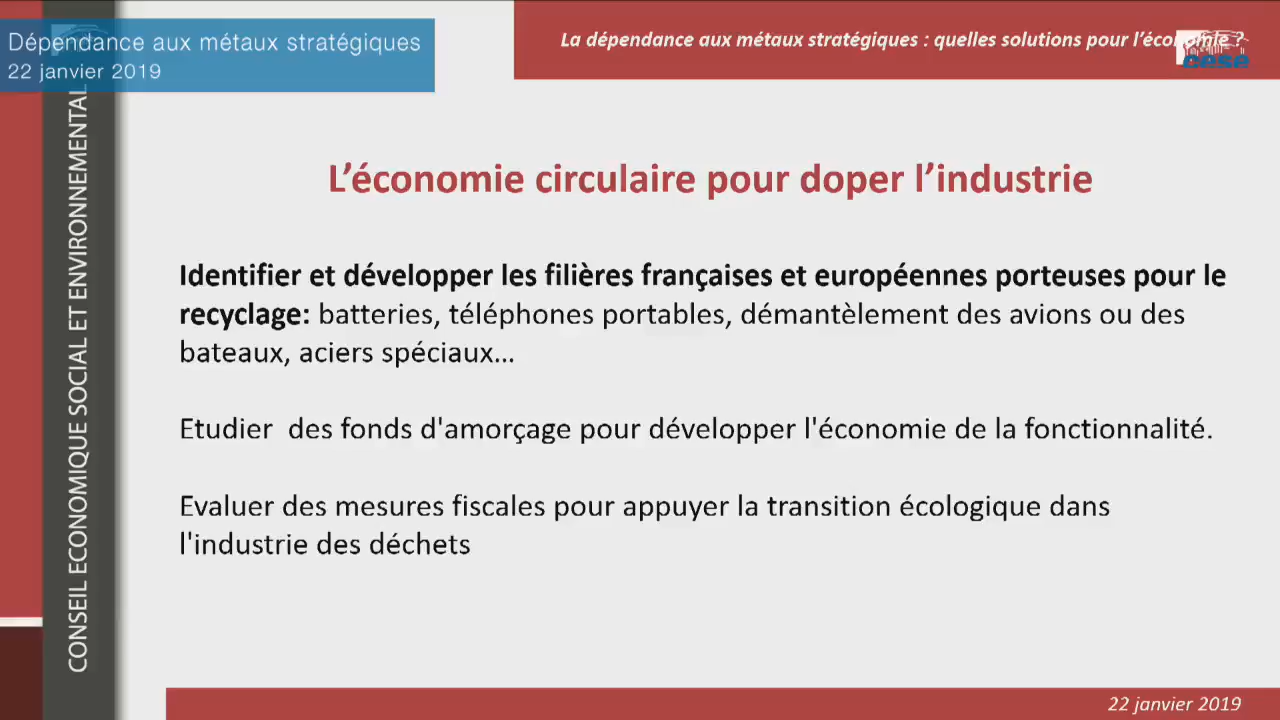 Dépendance aux métaux stratégiques
22 janvier 2019
La dépendance aux métaux stratégiques : quelles solutions pour l’économie ?
cese
CONSEIL ECONOMIQUE SOCIAL ET ENVIRONNEMENTAL
L’économie circulaire pour doper l’industrie
Identifier et développer les filières françaises et européennes porteuses pour le
recyclage: batteries, téléphones portables, démantèlement des avions ou des
bateaux, aciers spéciaux…
Etudier  des fonds d'amorçage pour développer l'économie de la fonctionnalité.
Evaluer des mesures fiscales pour appuyer la transition écologique dans
l'industrie des déchets
22 janvier 2019